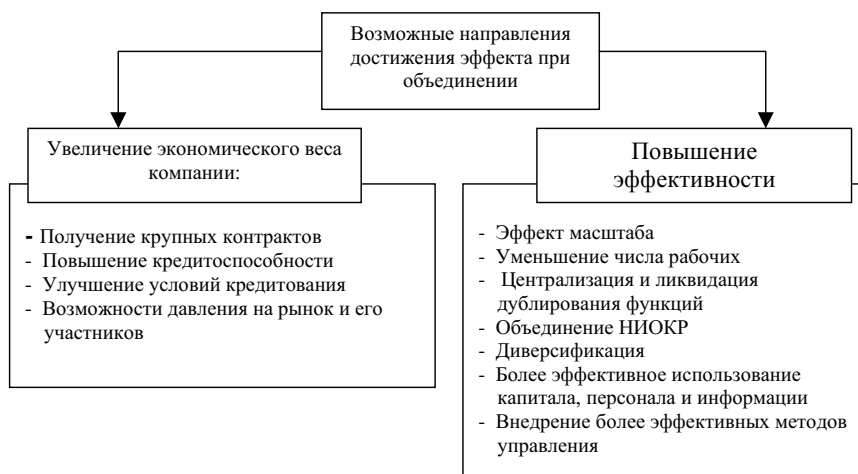 Возможные направления
достижения эффекта при
объединении
Увеличение экономического веса
компании:
- Получение крупных контрактов
- Повышение кредитоспособности
- Улучшение условий кредитования
- Возможности давления на рынок и его
участников
Повышение
эффективности
- Эффект масштаба
- Уменьшение числа рабочих
- Централизация и ликвидация
дублирования функций
- Объединение НИОКР
- Диверсификация
- Более эффективное использование
капитала, персонала и информации
- Внедрение более эффективных методов
управления